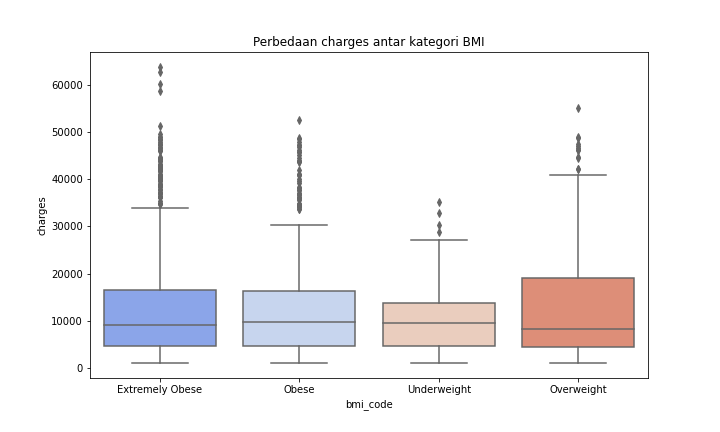 Perbedaan charges antar kategori BMI
60000
50000
40000
30000
20000
10000
0
charges
Extremely Obese
Obese
Underweight
Overweight
bmi_code